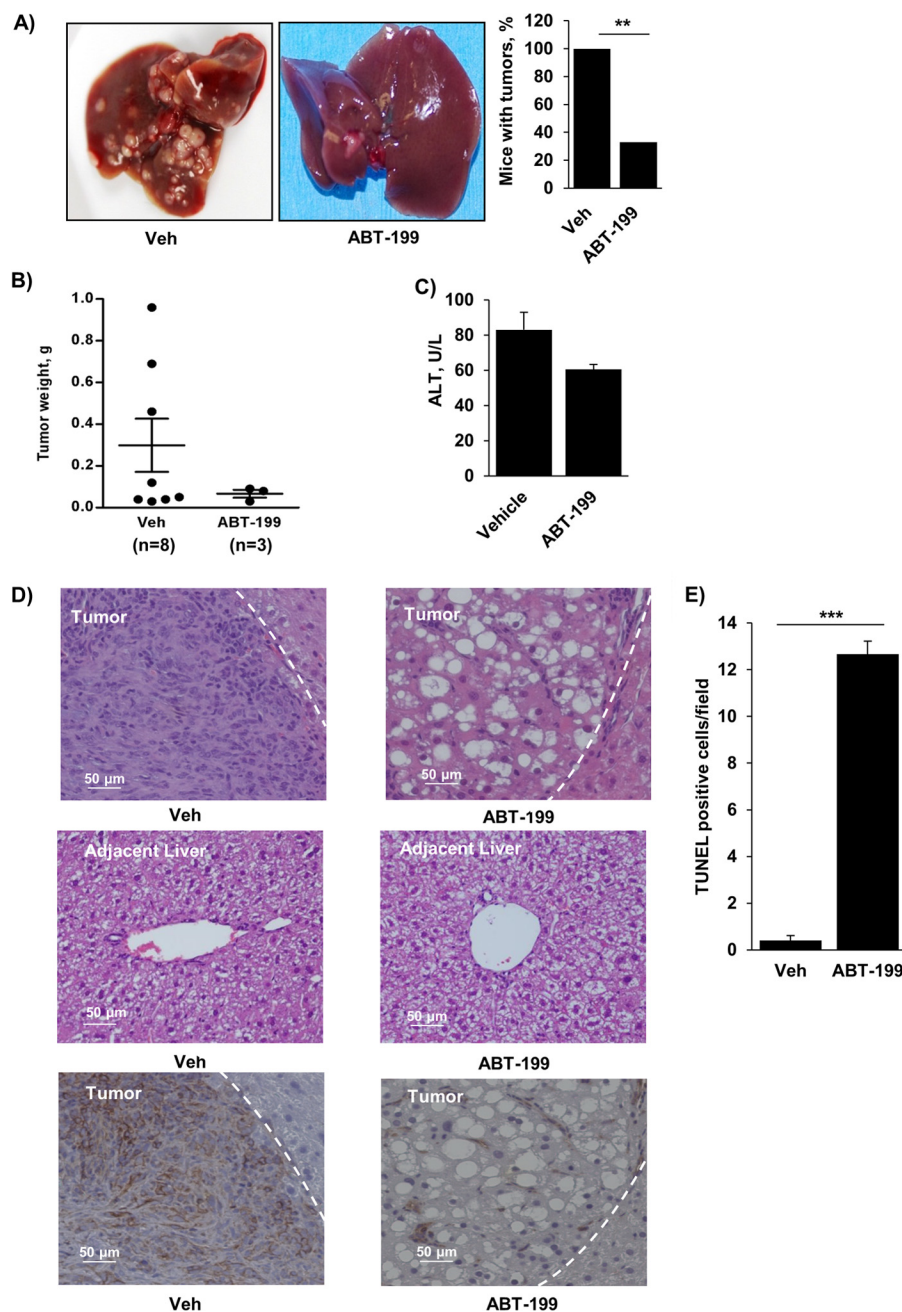 A)
Veh
ABT-199
Mice with tumors, %
120
100
80
60
40
20
0
**
Veh
ABT-199
B)
Tumor weight, g
1.0
0.8
0.6
0.4
0.2
0.0
Veh
(n=8)
ABT-199
(n=3)
C)
ALT, U/L
100
80
60
40
20
0
Vehicle
ABT-199
D)
Tumor
50 µm
Veh
Tumor
50 µm
ABT-199
Adjacent Liver
50 µm
Veh
Adjacent Liver
50 µm
ABT-199
Tumor
50 µm
Veh
Tumor
50 µm
ABT-199
E)
TUNEL positive cells/field
14
12
10
8
6
4
2
0
***
Veh
ABT-199